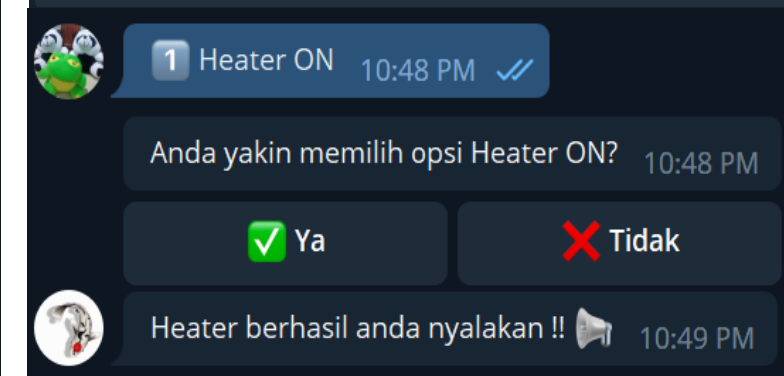 1 Heater ON 10:48 PM
Anda yakin memilih opsi Heater ON? 10:48 PM
Ya Tidak
Heater berhasil anda nyalakan !! 10:49 PM